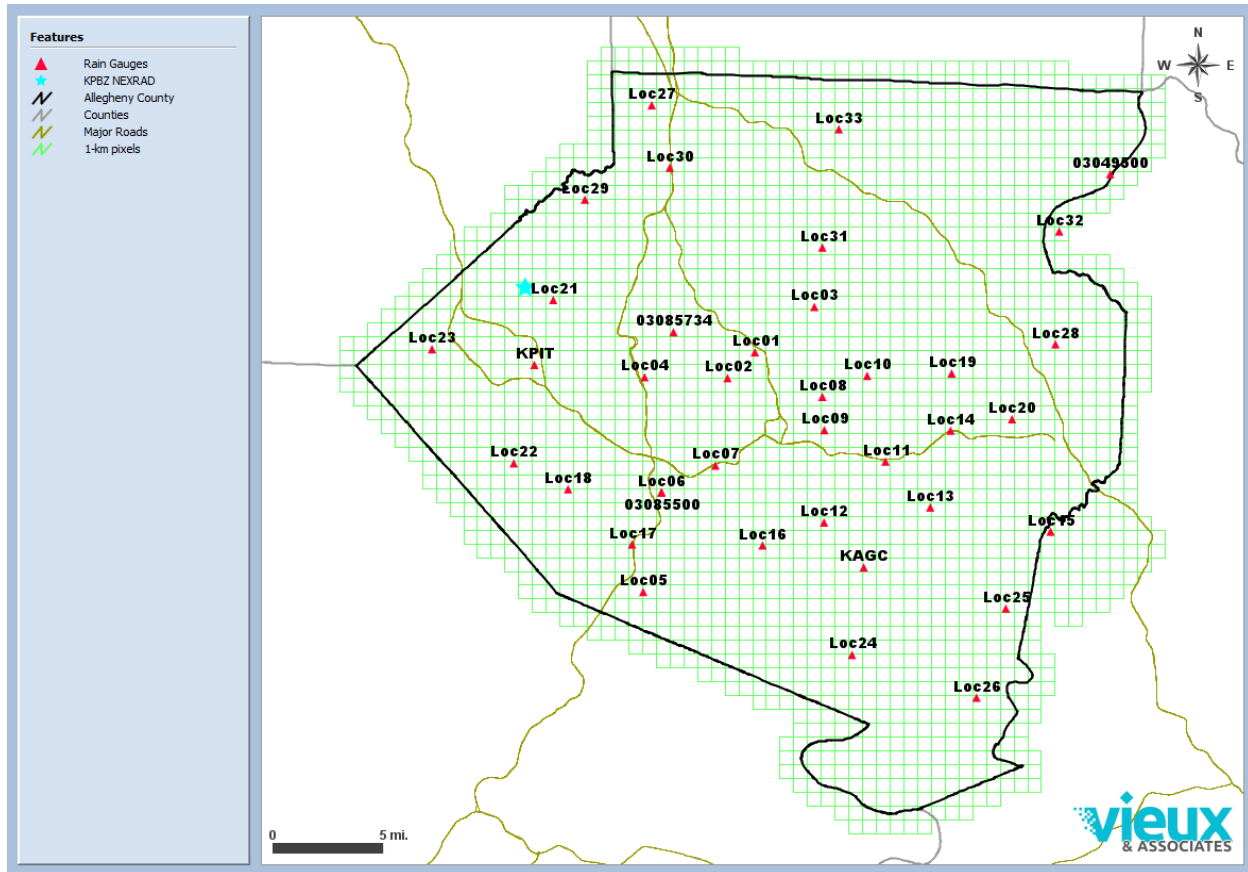 Features
Rain Gauges
KPBZ NEXRAD
Allegheny County
Counties
Major Roads
1-km pixels
N
W E
S
Loc27
Loc33
Loc30
03049500
Loc29
Loc32
Loc31
Loc21
Loc03
03085734
Loc23
Loc01
Loc28
KPIT
Loc04
Loc02
Loc10
Loc19
Loc08
Loc20
Loc09
Loc14
Loc22
Loc07
Loc11
Loc18
Loc06
03085500
Loc13
Loc12
Loc15
Loc17
Loc16
KAGC
Loc05
Loc25
Loc24
Loc26
0 5 mi.
vieux
& ASSOCIATES